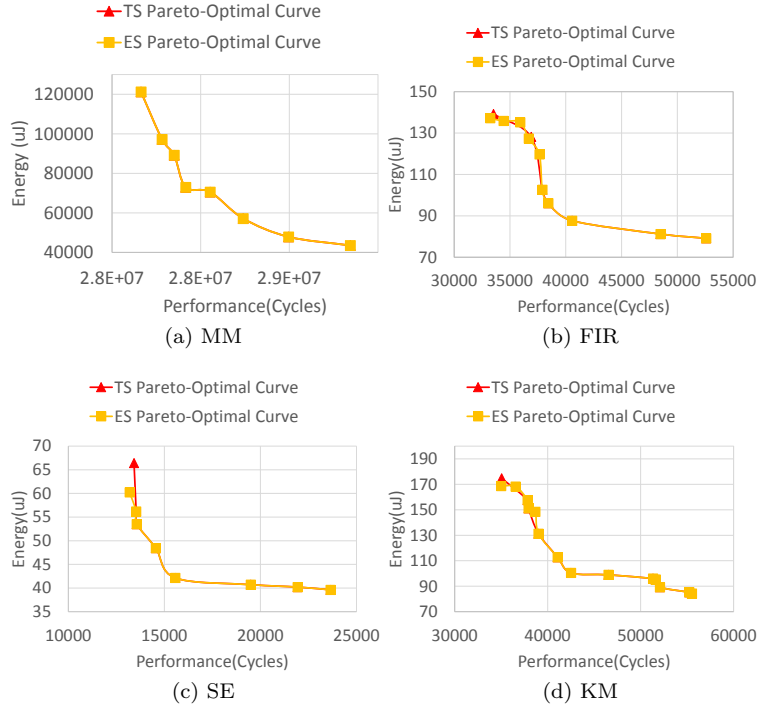 TS Pareto-Optimal Curve
ES Pareto-Optimal Curve
120000
100000
80000
60000
40000
Energy (uJ)
2.8E+07 2.8E+07 2.9E+07
Performance(Cycles)
(a) MM
TS Pareto-Optimal Curve
ES Pareto-Optimal Curve
150
130
110
90
70
Energy(uJ)
30000 35000 40000 45000 50000 55000
Performance(Cycles)
(b) FIR
TS Pareto-Optimal Curve
ES Pareto-Optimal Curve
70
65
60
55
50
45
40
35
Energy(uJ)
10000 15000 20000 25000
Performance(Cycles)
(c) SE
TS Pareto-Optimal Curve
ES Pareto-Optimal Curve
190
170
150
130
110
90
70
Energy(uJ)
30000 40000 50000 60000
Performance(Cycles)
(d) KM